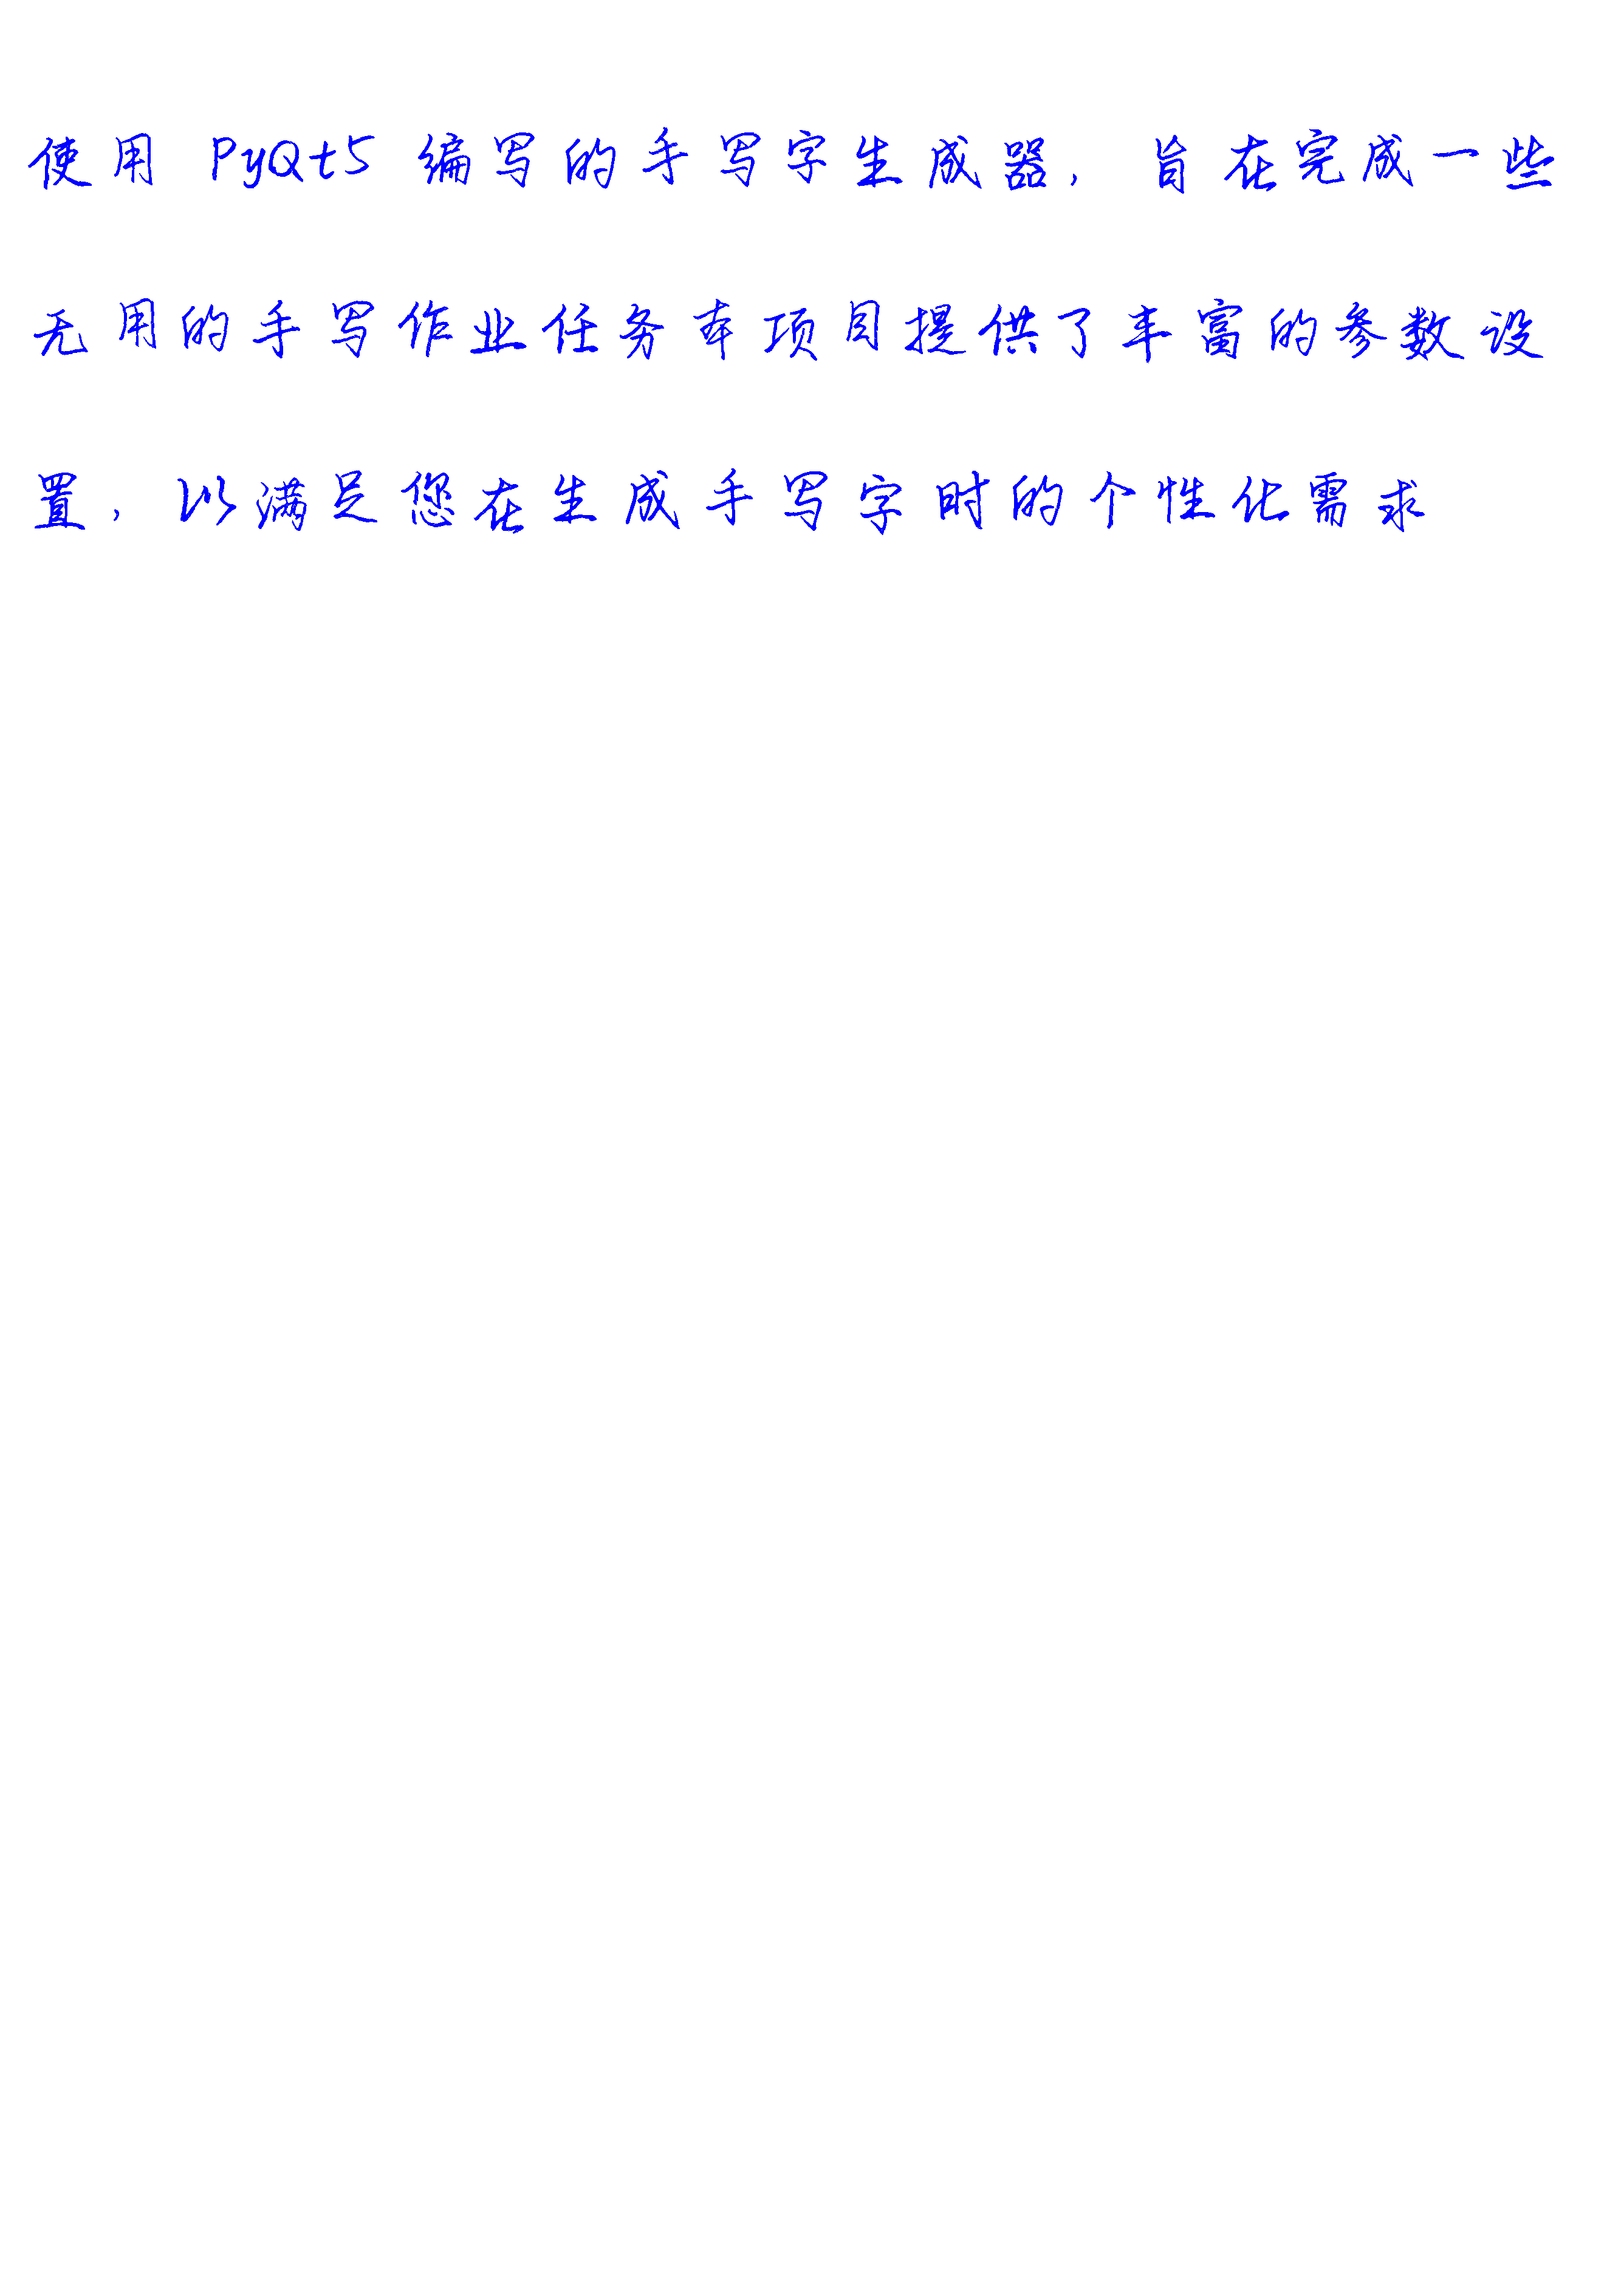 使用 PyQt5 编写的手写字生成器，旨在完成一些
无用的手写作业任务本项目提供了丰富的参数设
置，以满足您在生成手写字时的个性化需求